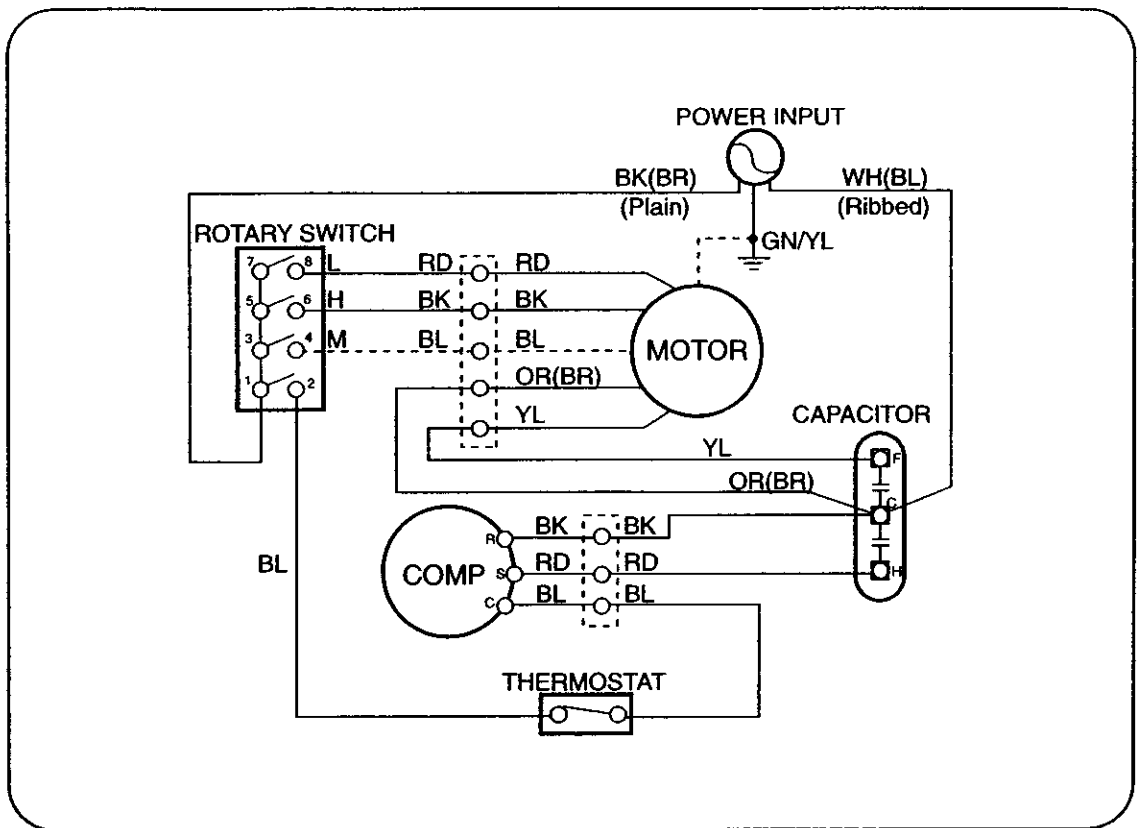 POWER INPUT
BK(BR)
(Plain)
WH(BL)
(Ribbed)
GN/YL
ROTARY SWITCH
7 8 L RD RD
5 6 H BK BK
3 4 M BL BL
1 2
OR(BR)
YL
MOTOR
CAPACITOR
YL
F
OR(BR)
C
H
COMP
R BK BK
S RD RD
C BL BL
BL
THERMOSTAT